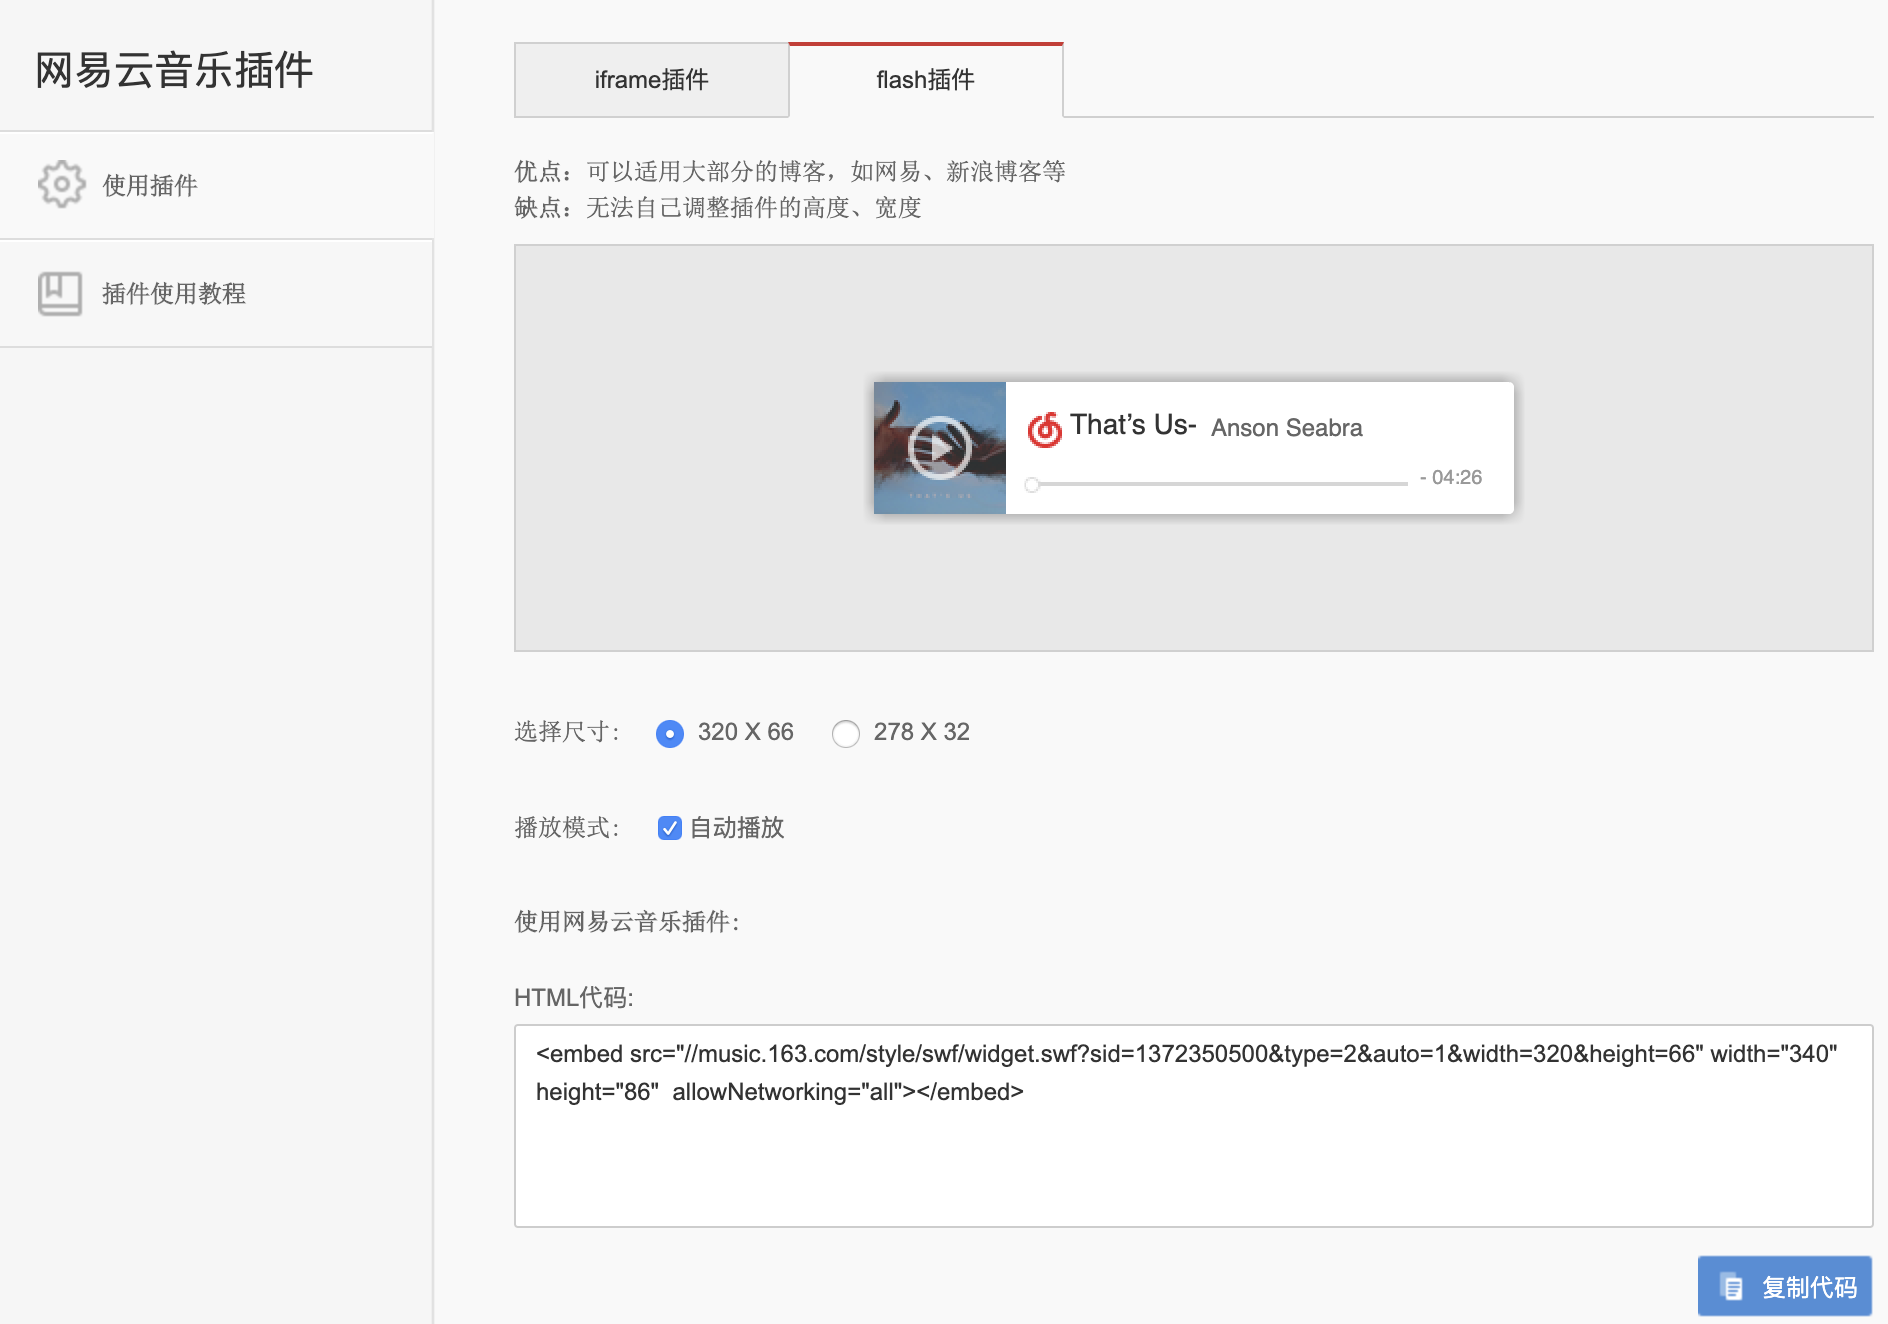 网易云音乐插件
使用插件
插件使用教程
iframe插件
flash插件
优点：可以适用大部分的博客，如网易、新浪博客等
缺点：无法自己调整插件的高度、宽度
That’s Us- Anson Seabra
- 04:26
THAT'S US
选择尺寸：
320 X 66
278 X 32
播放模式：
自动播放
使用网易云音乐插件：
HTML代码:
<embed src="//music.163.com/style/swf/widget.swf?sid=1372350500&type=2&auto=1&width=320&height=66" width="340"
height="86"  allowNetworking="all"></embed>
复制代码